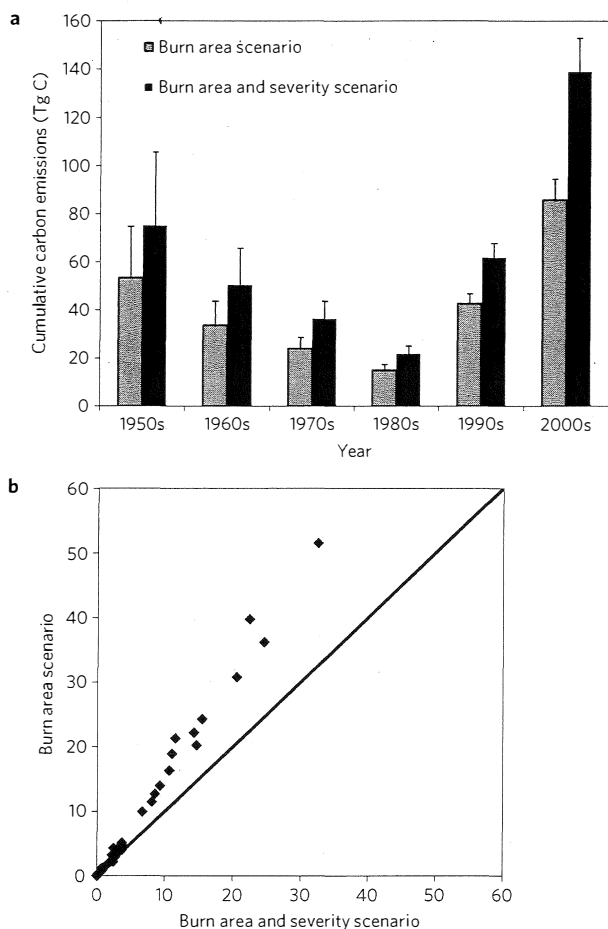 a
160
140
120
100
80
60
40
20
0
Cumulative carbon emissions (Tg C)
Burn area scenario
Burn area and severity scenario
1950s 1960s 1970s 1980s 1990s 2000s
Year
b
60
50
40
30
20
10
0
Burn area scenario
0 10 20 30 40 50 60
Burn area and severity scenario